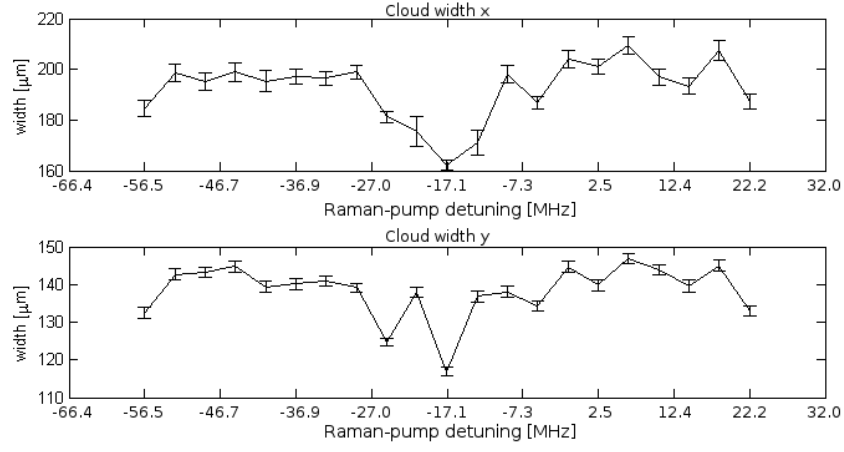 Cloud width x
220
200
180
160
width [μm]
-66.4 -56.5 -46.7 -36.9 -27.0 -17.1 -7.3 2.5 12.4 22.2 32.0
Raman-pump detuning [MHz]
Cloud width y
150
140
130
120
110
width [μm]
-66.4 -56.5 -46.7 -36.9 -27.0 -17.1 -7.3 2.5 12.4 22.2 32.0
Raman-pump detuning [MHz]